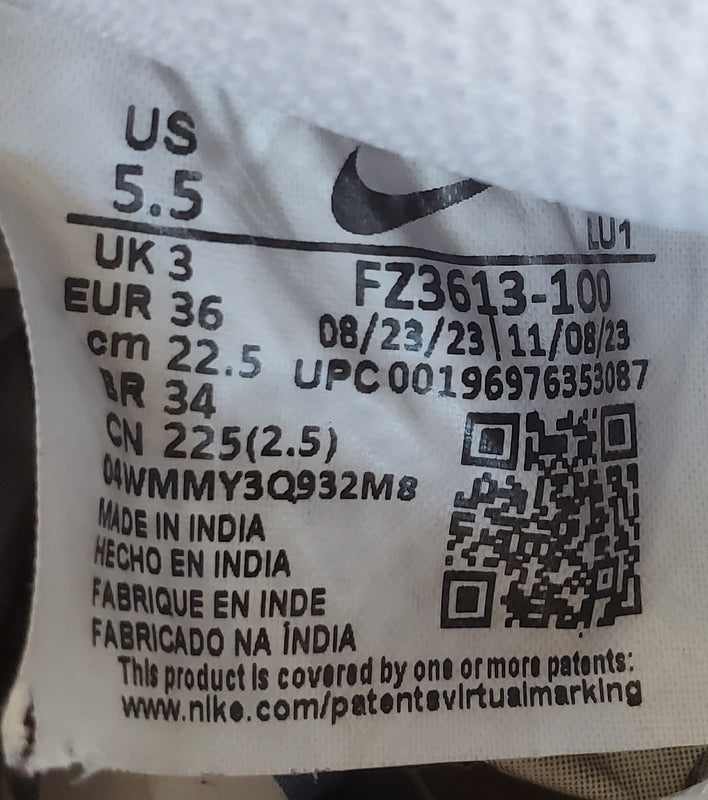 US
5.5
LU1
UK 3
EUR 36
cm 22.5
BR 34
CN 225(2.5)
FZ3613-100
08/23/23 11/08/23
UPC 00196976353087
04WMMY3Q932M8
MADE IN INDIA
HECHO EN INDIA
FABRIQUE EN INDE
FABRICADO NA ÍNDIA
This product is covered by one or more patents:
www.nike.com/patentsvirtualmarking